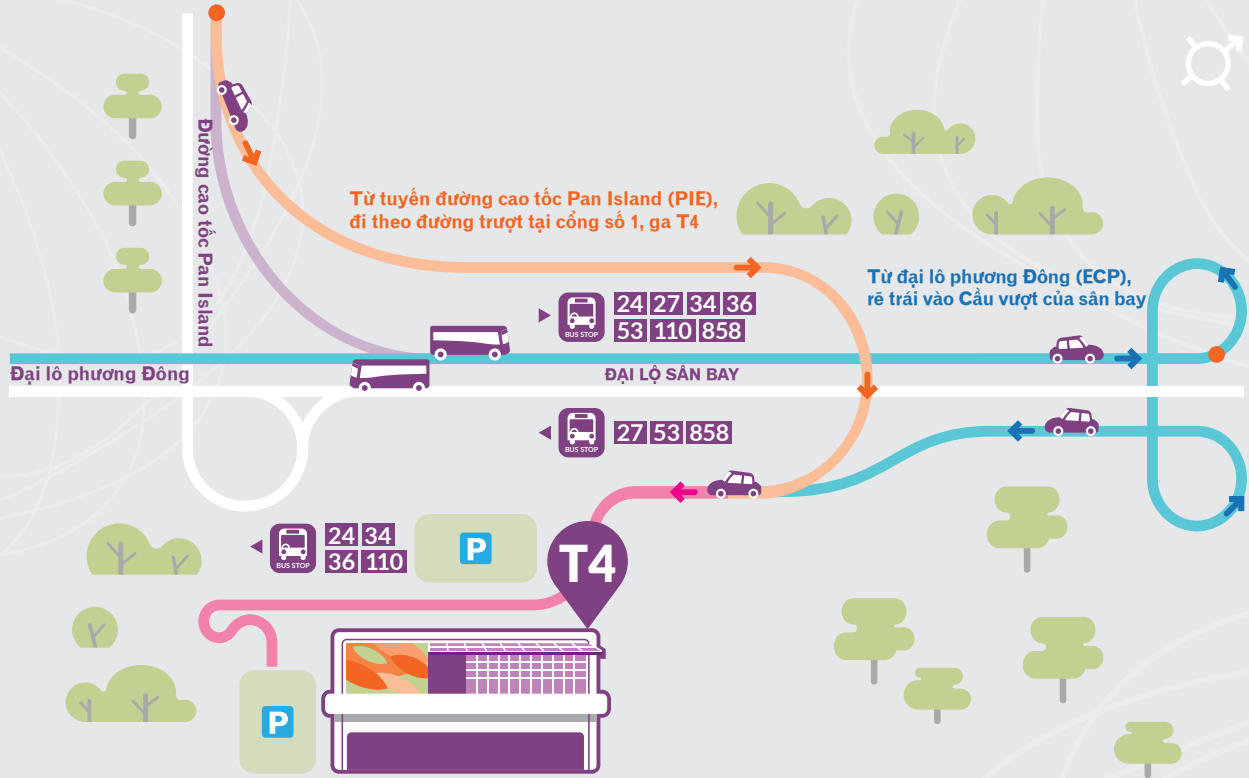 Đường cao tốc Pan Island
Từ tuyến đường cao tốc Pan Island (PIE),
đi theo đường trượt tại cổng số 1, ga T4
Từ đại lô phương Đông (ECP),
rẽ trái vào Cầu vượt của sân bay
BUS STOP
24 27 34 36
53 110 858
Đại lô phương Đông
ĐẠI LỘ SÂN BAY
BUS STOP
27 53 858
BUS STOP
24 34
36 110
P
T4
P